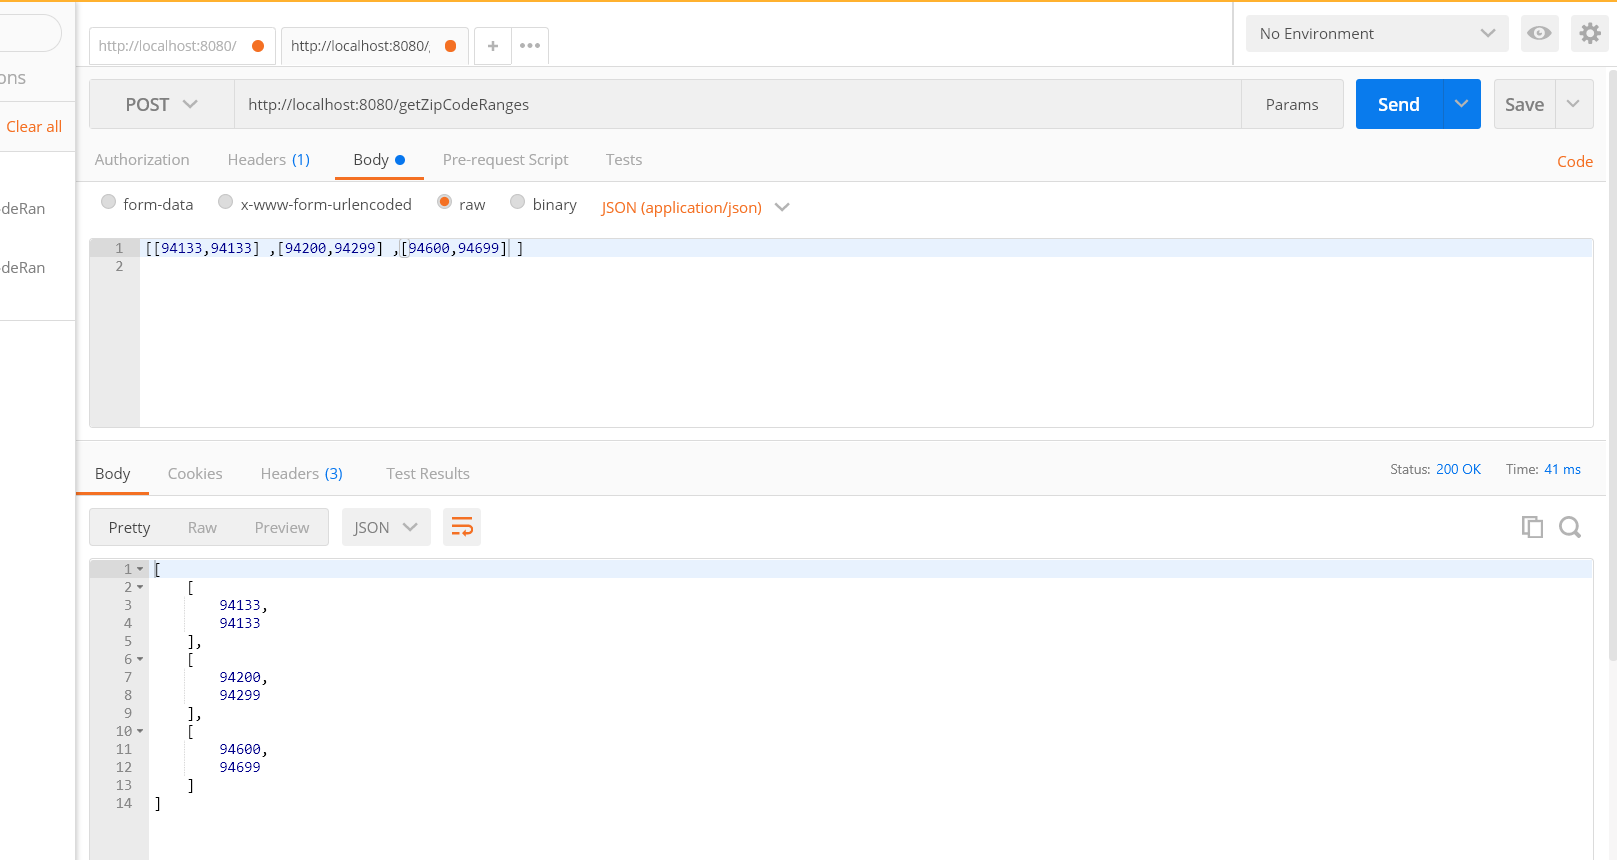 http://localhost:8080/ http://localhost:8080/ + ••• No Environment
ons
POST http://localhost:8080/getZipCodeRanges Params Send Save
Clear all
Authorization Headers (1) Body Pre-request Script Tests Code
form-data x-www-form-urlencoded raw binary JSON (application/json)
-deRan
1 [[94133,94133] ,[94200,94299] ,[94600,94699] ]
2
-deRan
Body Cookies Headers (3) Test Results Status: 200 OK Time: 41 ms
Pretty Raw Preview JSON
1 [
2 [
3 94133,
4 94133
5 ],
6 [
7 94200,
8 94299
9 ],
10 [
11 94600,
12 94699
13 ]
14 ]